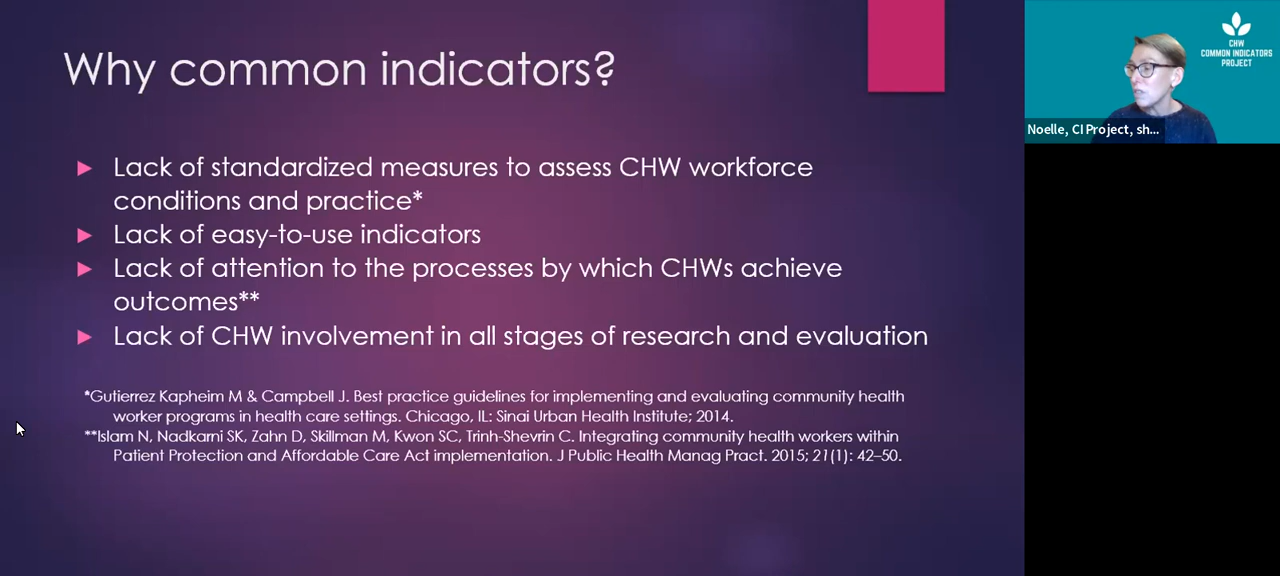 Why common indicators?
Lack of standardized measures to assess CHW workforce
conditions and practice*
Lack of easy-to-use indicators
Lack of attention to the processes by which CHWs achieve
outcomes**
Lack of CHW involvement in all stages of research and evaluation
*Gutierrez Kapheim M & Campbell J. Best practice guidelines for implementing and evaluating community health
worker programs in health care settings. Chicago, IL: Sinai Urban Health Institute; 2014.
**Islam N, Nadkarni SK, Zahn D, Skillman M, Kwon SC, Trinh-Shevrin C. Integrating community health workers within
Patient Protection and Affordable Care Act implementation. J Public Health Manag Pract. 2015; 21(1): 42–50.
CHW
COMMON INDICATORS
PROJECT
Noelle, CI Project, sh...